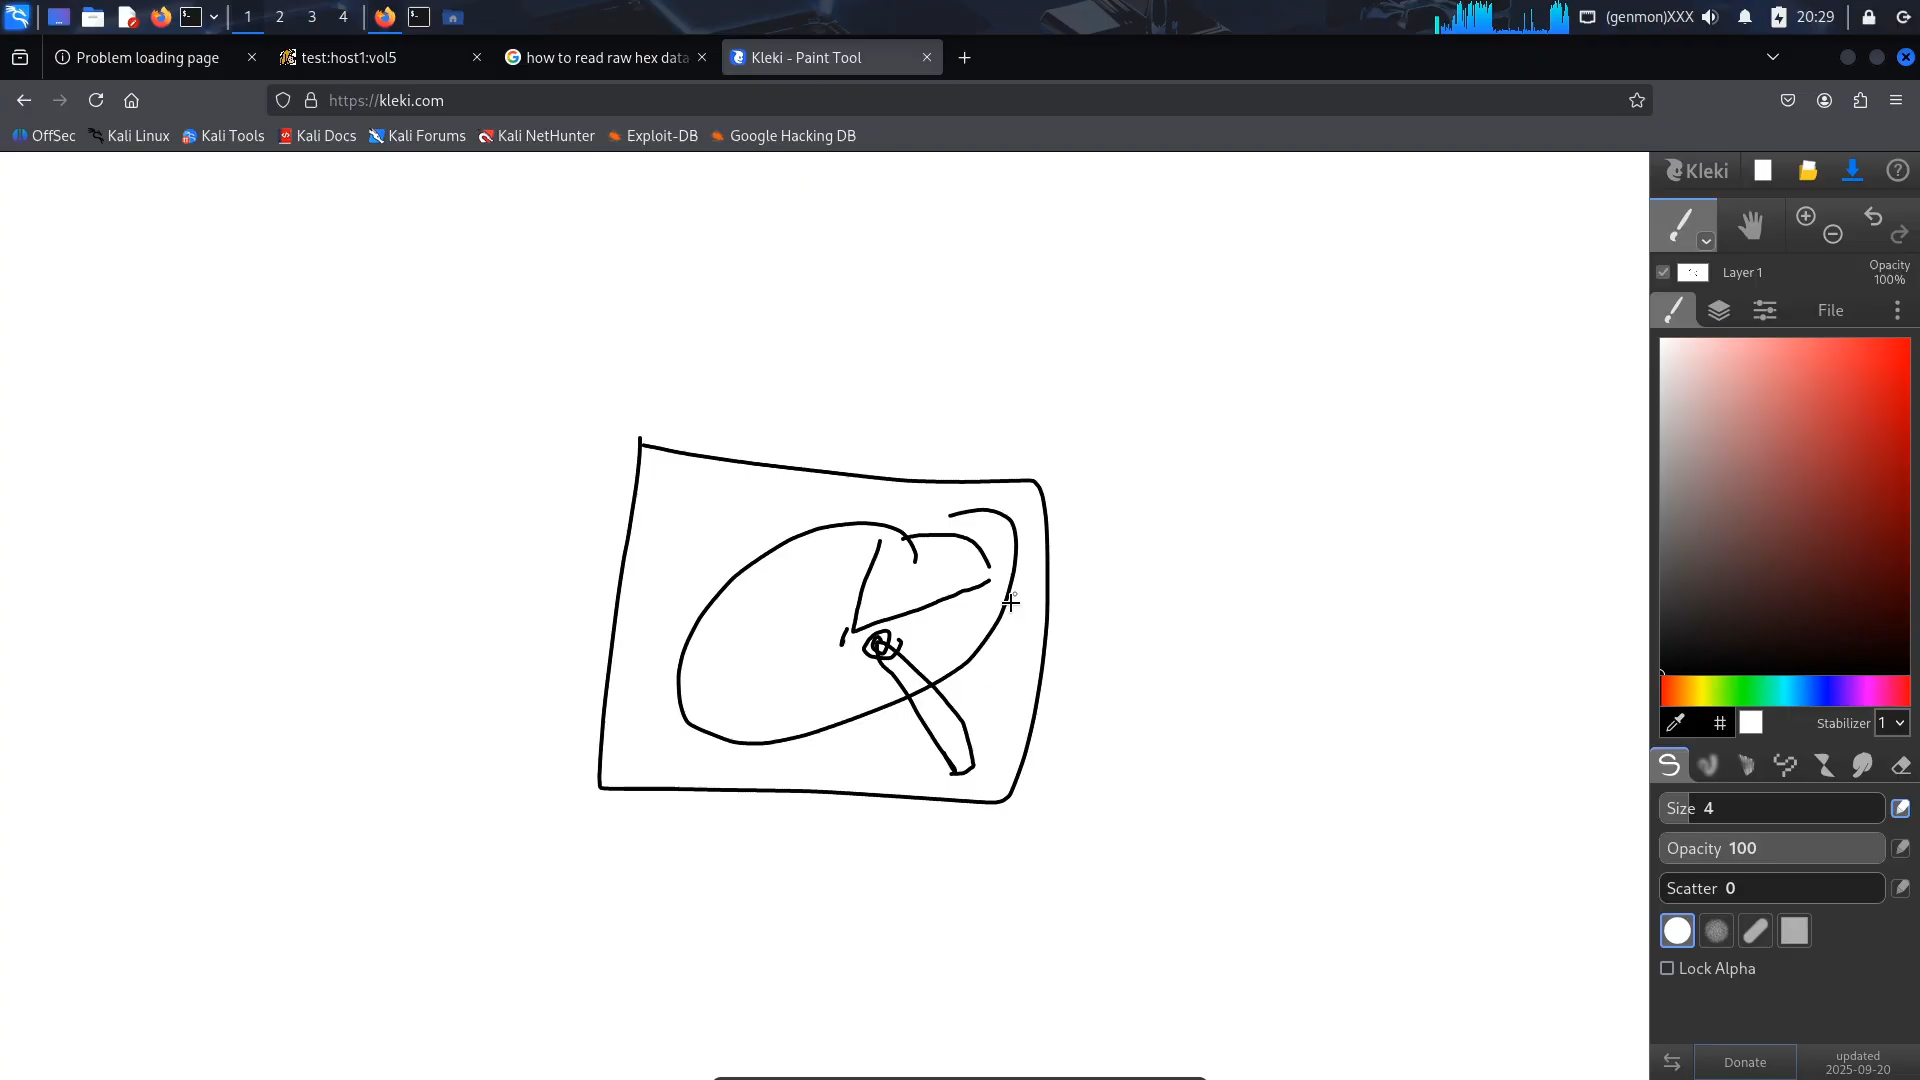 1 2 3 4 (genmon)XXX 20:29
Problem loading page test:host1:vol5 how to read raw hex data Kleki - Paint Tool
https://kleki.com
OffSec Kali Linux Kali Tools Kali Docs Kali Forums Kali NetHunter Exploit-DB Google Hacking DB
Kleki
Layer 1 Opacity
100%
File
Stabilizer 1
Size 4
Opacity 100
Scatter 0
Lock Alpha
Donate updated
2025-09-20